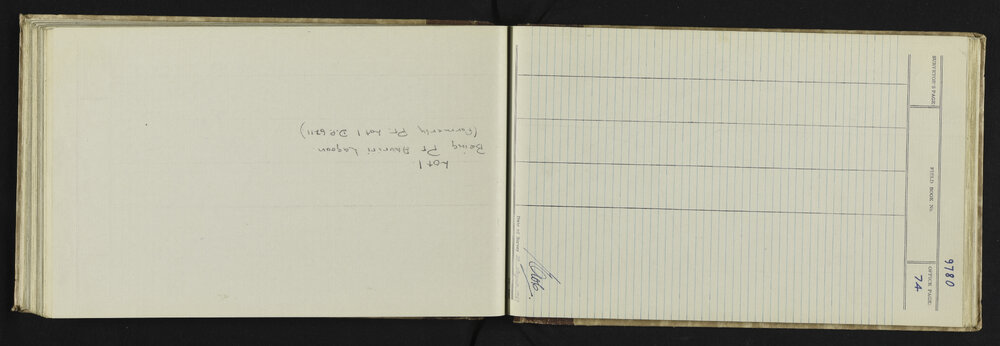 Lot 1
Being Pt Ahuriri Lagoon
(Formerly Pt Lot 1 D.P. 6211)
SURVEYOR'S PAGE
FIELD BOOK No.
OFFICE PAGE:
9780
74
Date of Survey